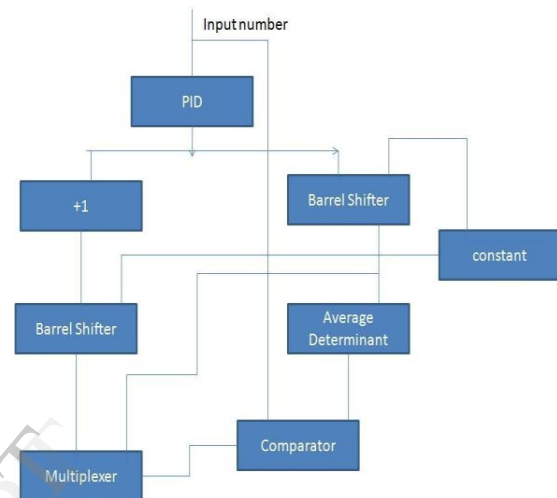 Input number
PID
+1
Barrel Shifter
constant
Barrel Shifter
Average
Determinant
Comparator
Multiplexer